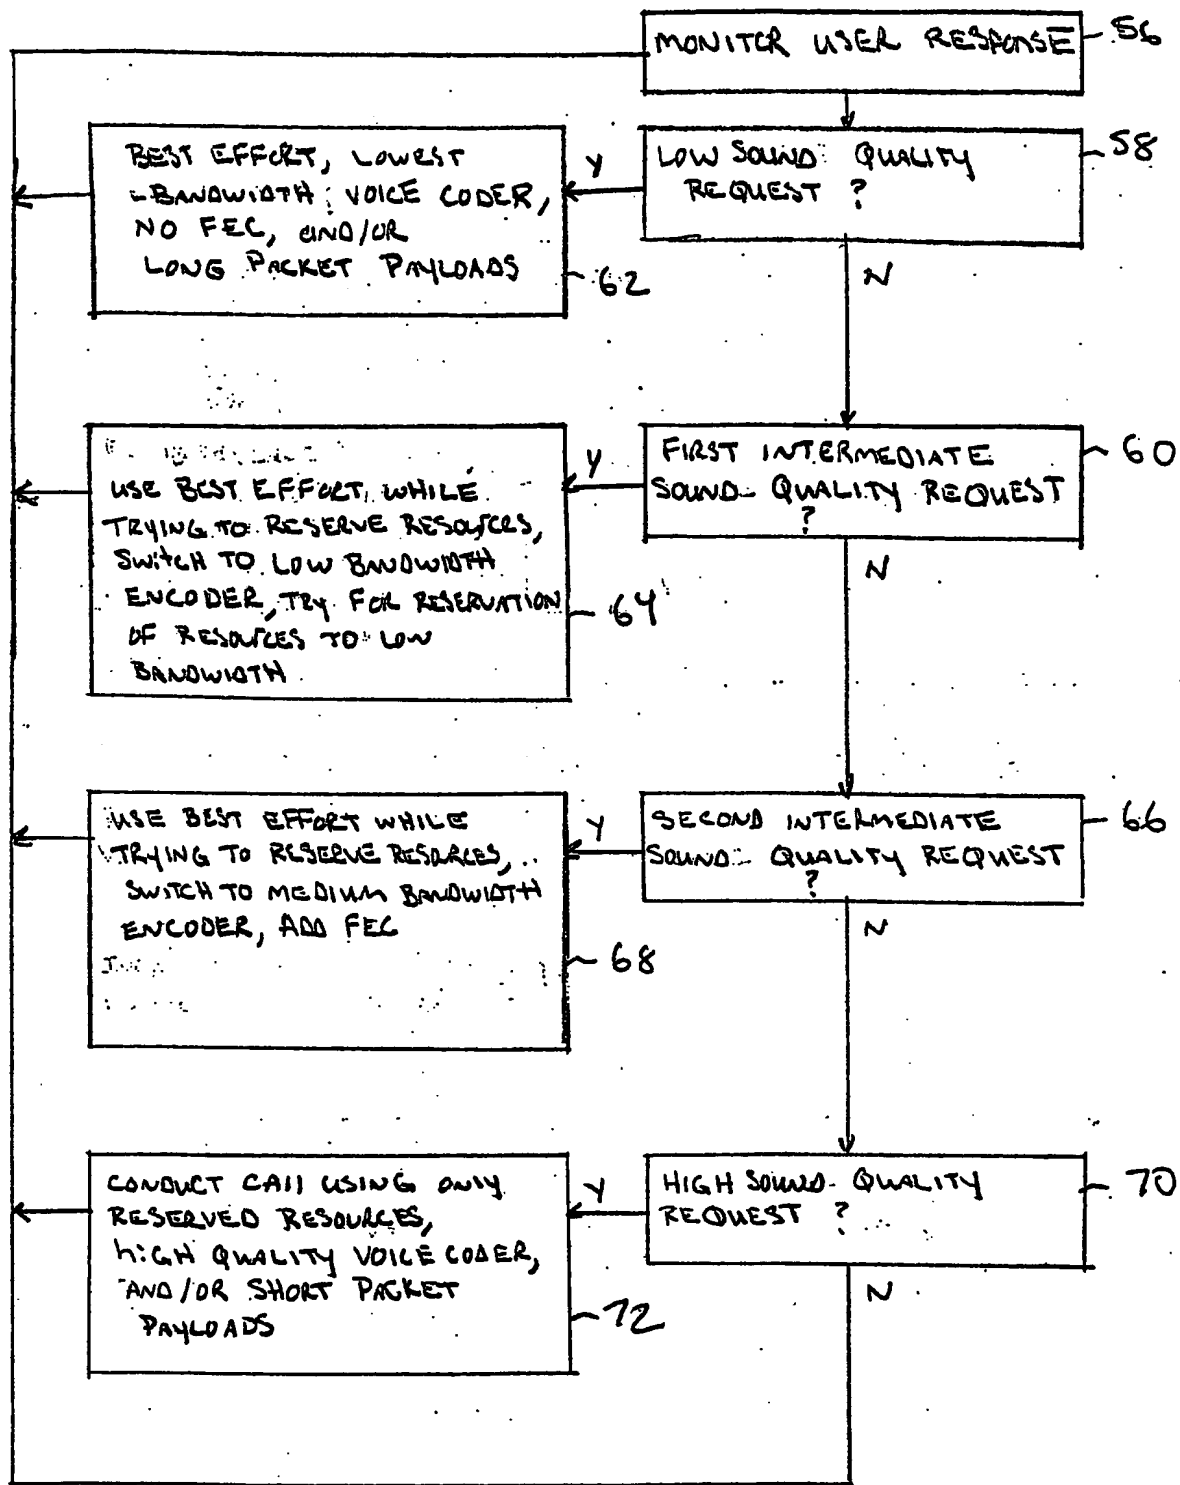 MONITOR USER RESPONSE
56
LOW SOUND QUALITY
REQUEST ?
58
Y
N
BEST EFFORT, LOWEST
BANDWIDTH VOICE CODER,
NO FEC, AND/OR
LONG PACKET PAYLOADS
62
FIRST INTERMEDIATE
SOUND QUALITY REQUEST
?
60
Y
N
USE BEST EFFORT, WHILE
TRYING TO RESERVE RESOURCES,
SWITCH TO LOW BANDWIDTH
ENCODER, TRY FOR RESERVATION
OF RESOURCES TO LOW
BANDWIDTH
64
SECOND INTERMEDIATE
SOUND QUALITY REQUEST
?
66
Y
N
USE BEST EFFORT WHILE
TRYING TO RESERVE RESOURCES,
SWITCH TO MEDIUM BANDWIDTH
ENCODER, ADD FEC
68
HIGH SOUND QUALITY
REQUEST ?
70
Y
N
CONDUCT CALL USING ONLY
RESERVED RESOURCES,
HIGH QUALITY VOICE CODER,
AND/OR SHORT PACKET
PAYLOADS
72